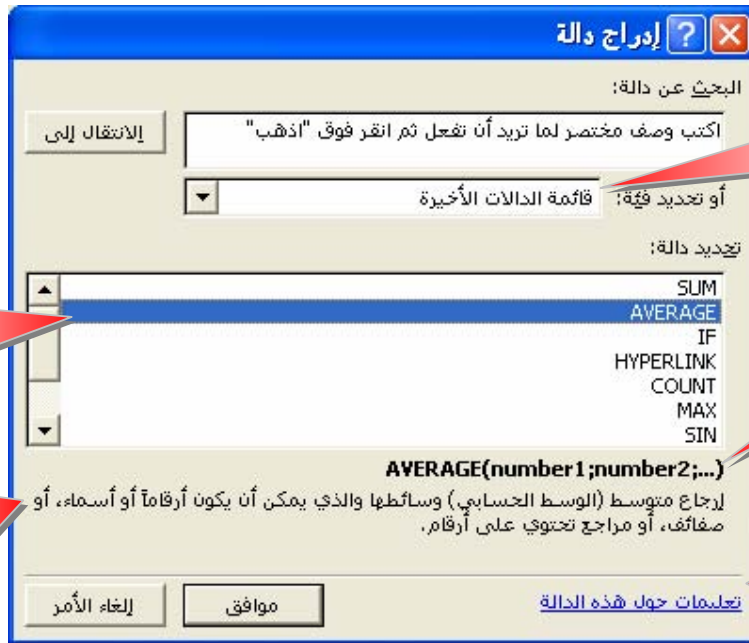 إدراج دالة
البحث عن دالة:
اكتب وصف مختصر لما تريد أن تفعل ثم انقر فوق "اذهب"
الانتقال إلى
أو تحديد فئة: قائمة الدالات الأخيرة
تحديد دالة:
SUM
AVERAGE
IF
HYPERLINK
COUNT
MAX
SIN
AVERAGE(number1;number2;...)
إرجاع متوسط (الوسط الحسابي) وسائطها والذي يمكن أن يكون أرقاماً أو أسماء، أو
صفائف، أو مراجع تحتوي على أرقام.
تعليمات حول هذه الدالة
موافق
إلغاء الأمر